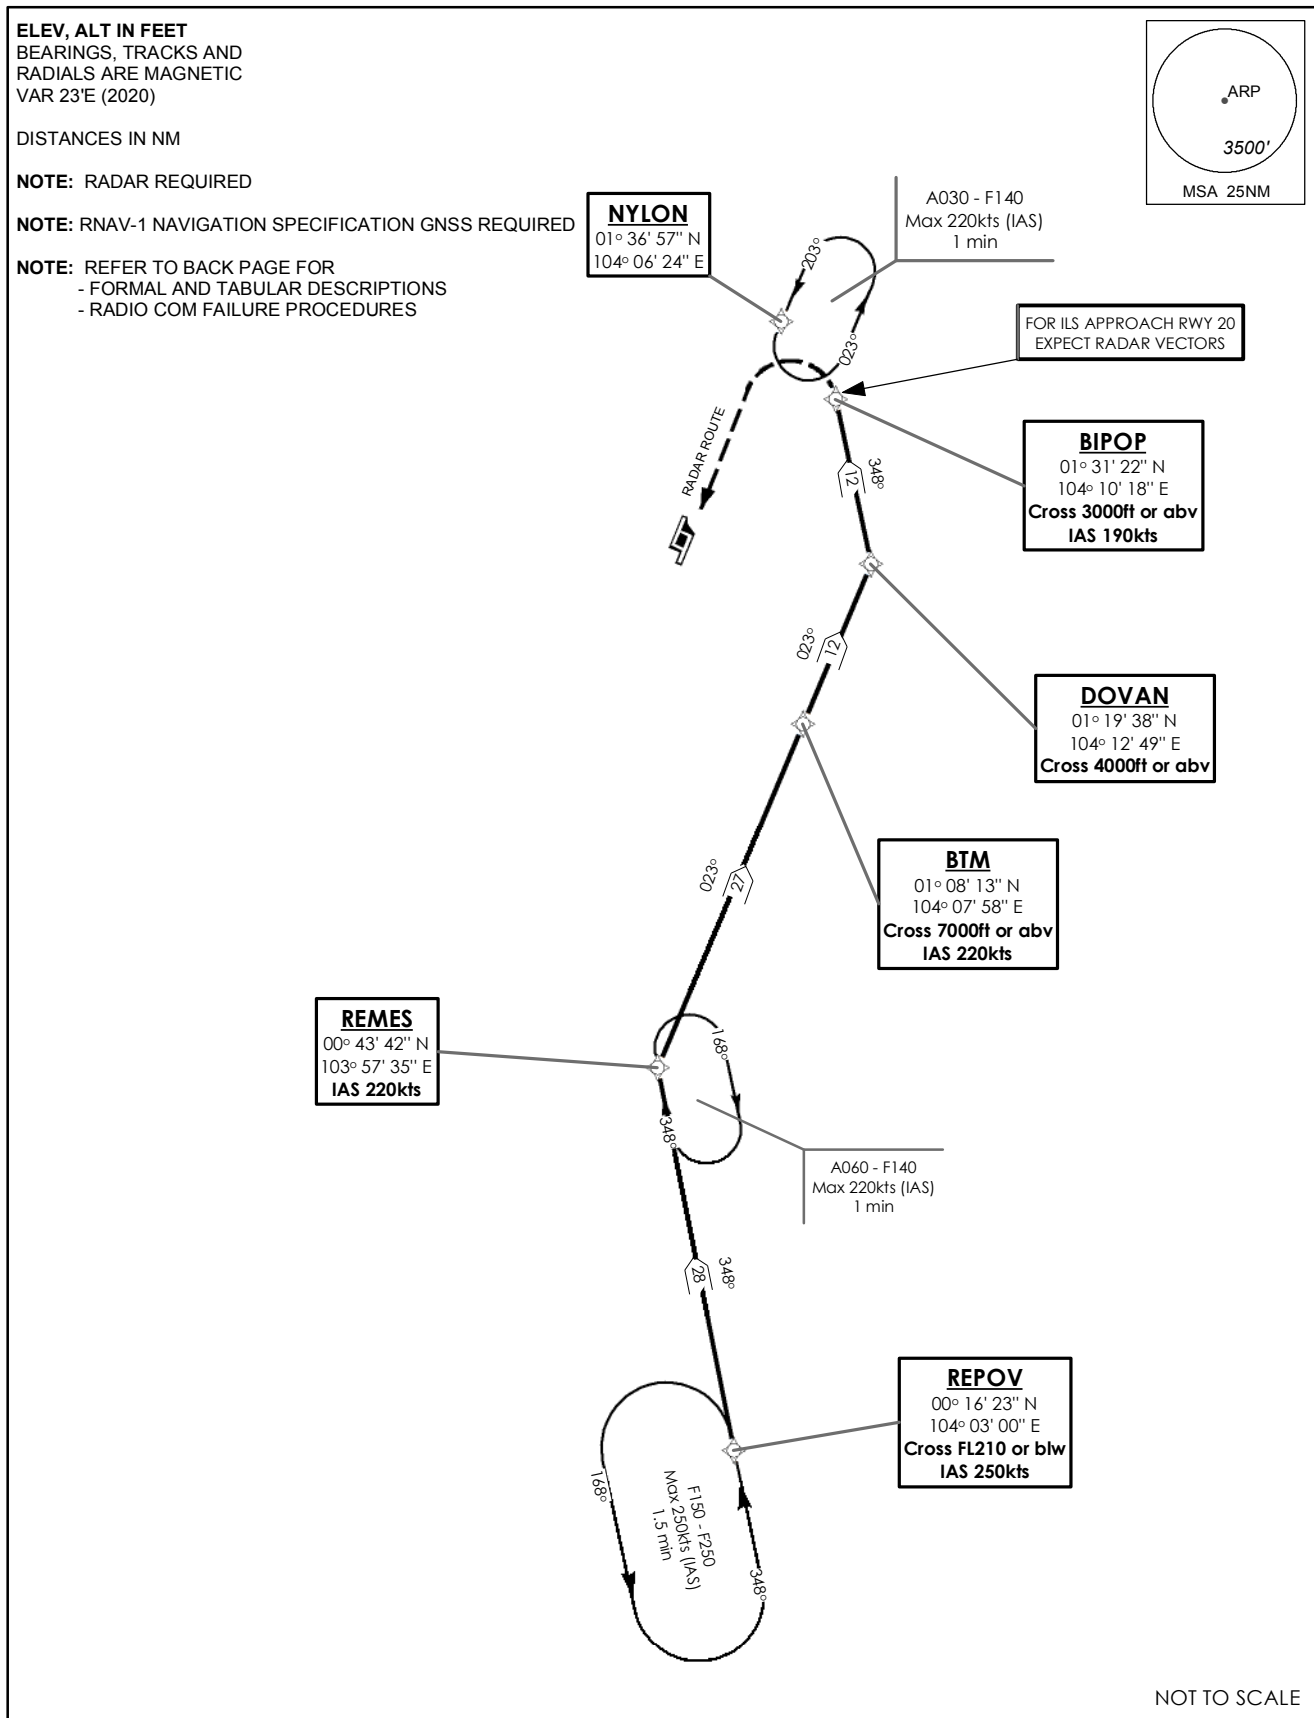 ELEV, ALT IN FEET
BEARINGS, TRACKS AND
RADIALS ARE MAGNETIC
VAR 23'E (2020)
DISTANCES IN NM
NOTE: RADAR REQUIRED
NOTE: RNAV-1 NAVIGATION SPECIFICATION GNSS REQUIRED
NOTE: REFER TO BACK PAGE FOR
- FORMAL AND TABULAR DESCRIPTIONS
- RADIO COM FAILURE PROCEDURES
ARP
3500'
MSA 25NM
NYLON
01° 36' 57" N
104° 06' 24" E
A030 - F140
Max 220kts (IAS)
1 min
203°
023°
FOR ILS APPROACH RWY 20
EXPECT RADAR VECTORS
RADAR ROUTE
BIPOP
01° 31' 22" N
104° 10' 18" E
Cross 3000ft or abv
IAS 190kts
348°
12
023°
12
DOVAN
01° 19' 38" N
104° 12' 49" E
Cross 4000ft or abv
BTM
01° 08' 13" N
104° 07' 58" E
Cross 7000ft or abv
IAS 220kts
023°
27
REMES
00° 43' 42" N
103° 57' 35" E
IAS 220kts
168°
348°
A060 - F140
Max 220kts (IAS)
1 min
348°
28
REPOV
00° 16' 23" N
104° 03' 00" E
Cross FL210 or blw
IAS 250kts
168°
F150 - F250
Max 250kts (IAS)
1.5 min
348°
NOT TO SCALE